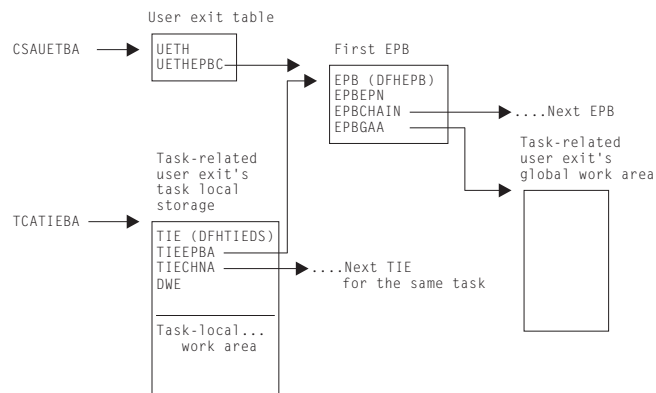 User exit table
CSAUETBA
UETH
UETHEPBC
First EPB
EPB (DFHEPB)
EPBEPN
EPBCHAIN
EPBGAA
....Next EPB
Task-related
user exit's
global work area
Task-related
user exit's
task local
storage
TCATIEBA
TIE (DFHTIEDS)
TIEEPBA
TIECHNA
DWE
....Next TIE
for the same task
Task-local...
work area